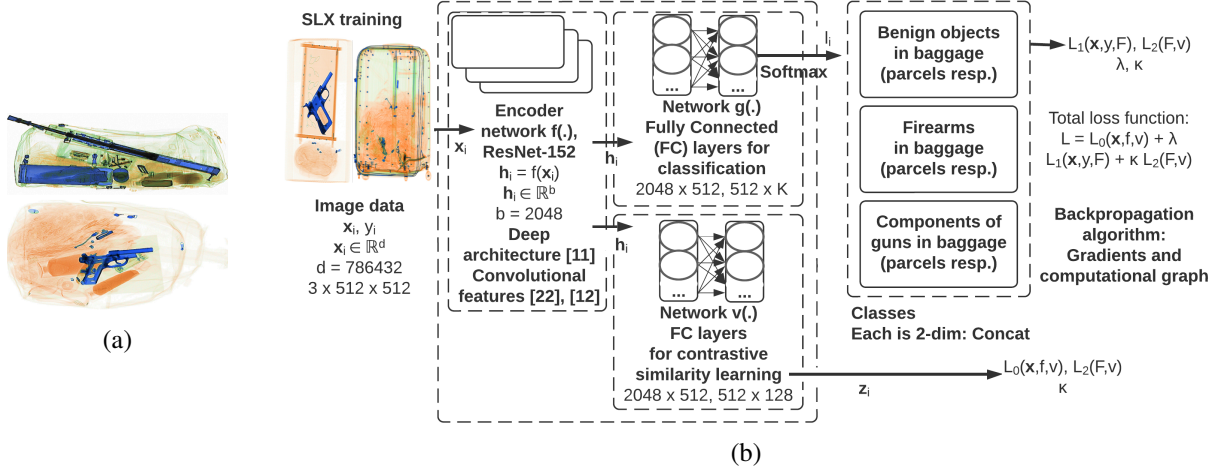 SLX training
Image data
xᵢ, yᵢ
xᵢ ∈ ℝᵈ
d = 786432
3 x 512 x 512
xᵢ
Encoder
network f(.),
ResNet-152
hᵢ = f(xᵢ)
hᵢ ∈ ℝᵇ
b = 2048
Deep
architecture [11]
Convolutional
features [22], [12]
hᵢ
hᵢ
... ...
Network g(.)
Fully Connected
(FC) layers for
classification
2048 x 512, 512 x K
... ...
Network v(.)
FC layers
for contrastive
similarity learning
2048 x 512, 512 x 128
lᵢ
Softmax
Benign objects
in baggage
(parcels resp.)
Firearms
in baggage
(parcels resp.)
Components of
guns in baggage
(parcels resp.)
Classes
Each is 2-dim: Concat
L₁(x,y,F), L₂(F,v)
λ, κ
Total loss function:
L = L₀(x,f,v) + λ
L₁(x,y,F) + κ L₂(F,v)
Backpropagation
algorithm:
Gradients and
computational graph
zᵢ
L₀(x,f,v), L₂(F,v)
κ
(a)
(b)